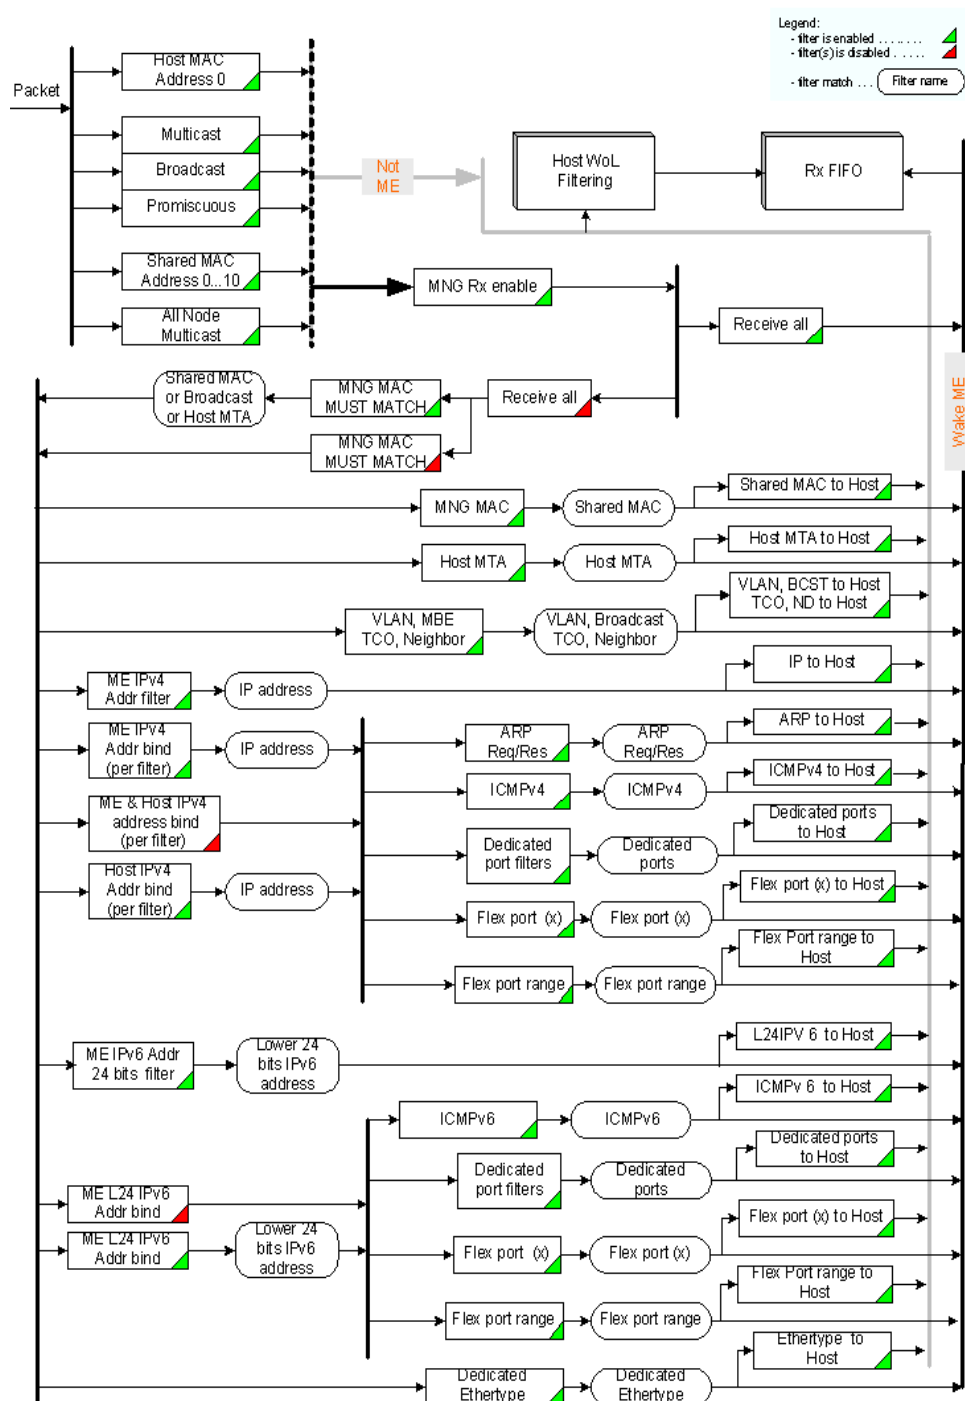 Legend:
- filter is enabled . . . . . . . .
- filter(s) is disabled . . . . .
- filter match . . . Filter name
Packet
Host MAC
Address 0
Multicast
Broadcast
Promiscuous
Shared MAC
Address 0...10
All Node
Multicast
Not
ME
Host WoL
Filtering
Rx FIFO
MNG Rx enable
Receive all
Wake ME
Shared MAC
or Broadcast
or Host MTA
MNG MAC
MUST MATCH
Receive all
MNG MAC
MUST MATCH
MNG MAC
Shared MAC
Shared MAC to Host
Host MTA
Host MTA
Host MTA to Host
VLAN, MBE
TCO, Neighbor
VLAN, Broadcast
TCO, Neighbor
VLAN, BCST to Host
TCO, ND to Host
ME IPv4
Addr filter
IP address
IP to Host
ME IPv4
Addr bind
(per filter)
IP address
ARP
Req/Res
ARP
Req/Res
ARP to Host
ME & Host IPv4
address bind
(per filter)
ICMPv4
ICMPv4
ICMPv4 to Host
Dedicated
port filters
Dedicated
ports
Dedicated ports
to Host
Host IPv4
Addr bind
(per filter)
IP address
Flex port (x)
Flex port (x)
Flex port (x) to Host
Flex port range
Flex port range
Flex Port range to
Host
ME IPv6 Addr
24 bits filter
Lower 24
bits IPv6
address
L24IPV 6 to Host
ICMPv6
ICMPv6
ICMPv 6 to Host
Dedicated
port filters
Dedicated
ports
Dedicated ports
to Host
ME L24 IPv6
Addr bind
ME L24 IPv6
Addr bind
Lower 24
bits IPv6
address
Flex port (x)
Flex port (x)
Flex port (x) to Host
Flex port range
Flex port range
Flex Port range to
Host
Dedicated
Ethertype
Dedicated
Ethertype
Ethertype to
Host